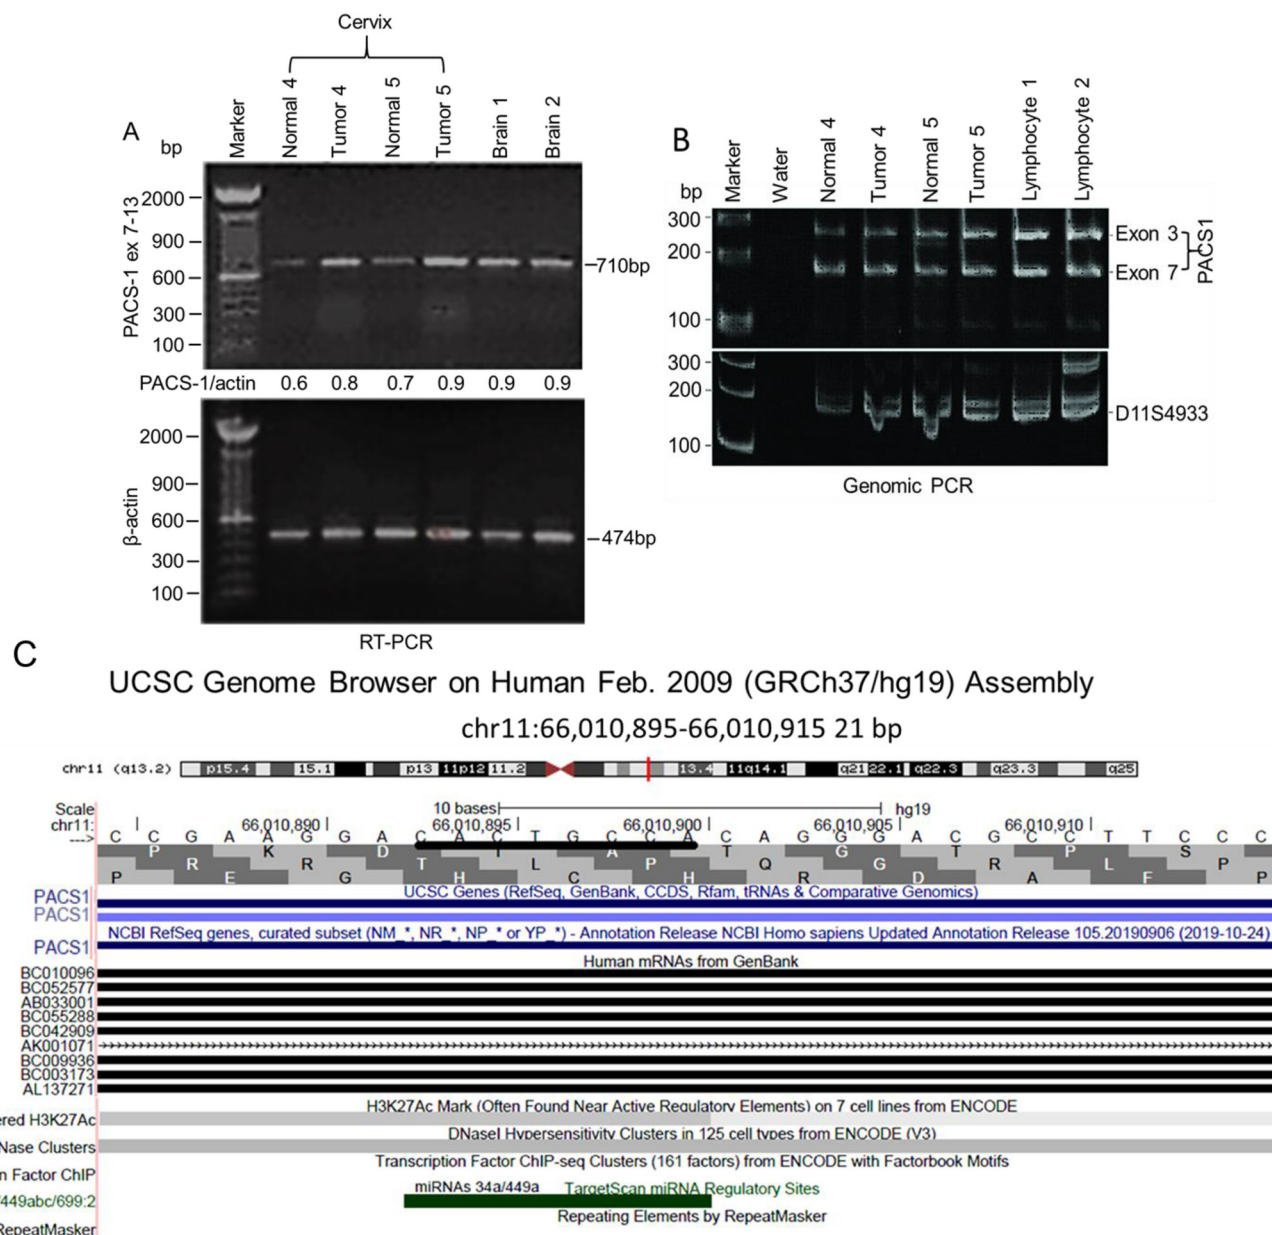 Cervix
A
bp
Marker
Normal 4
Tumor 4
Normal 5
Tumor 5
Brain 1
Brain 2
PACS-1 ex 7-13
2000
900
600
300
100
710bp
PACS-1/actin 0.6 0.8 0.7 0.9 0.9 0.9
β-actin
2000
900
600
300
100
474bp
RT-PCR
B
bp
Marker
Water
Normal 4
Tumor 4
Normal 5
Tumor 5
Lymphocyte 1
Lymphocyte 2
300
200
100
Exon 3
Exon 7
PACS1
300
200
100
D11S4933
Genomic PCR
C
UCSC Genome Browser on Human Feb. 2009 (GRCh37/hg19) Assembly
chr11:66,010,895-66,010,915 21 bp
chr11 (q13.2) p15.4 15.1 p13 11p12 11.2 13.4 11q14.1 q21 22.1 q22.3 q23.3 q25
Scale 10 bases hg19
chr11: 66,010,890 66,010,895 66,010,900 66,010,905 66,010,910
---> C C G A A G G A C A C T G C C A C A G G G A C G C C T T C C C
P K D T A T G T P S
R R T L P Q G R L P
P E G H C H R D A F P
UCSC Genes (RefSeq, GenBank, CCDS, Rfam, tRNAs & Comparative Genomics)
PACS1
PACS1
NCBI RefSeq genes, curated subset (NM_*, NR_*, NP_* or YP_*) - Annotation Release NCBI Homo sapiens Updated Annotation Release 105.20190906 (2019-10-24)
PACS1
Human mRNAs from GenBank
BC010096
BC052577
AB033001
BC055288
BC042909
AK001071
BC009936
BC003173
AL137271
H3K27Ac Mark (Often Found Near Active Regulatory Elements) on 7 cell lines from ENCODE
ered H3K27Ac
DNaseI Hypersensitivity Clusters in 125 cell types from ENCODE (V3)
Nase Clusters
Transcription Factor ChIP-seq Clusters (161 factors) from ENCODE with Factorbook Motifs
n Factor ChIP
miRNAs 34a/449a TargetScan miRNA Regulatory Sites
/449abc/699:2
Repeating Elements by RepeatMasker
RepeatMasker